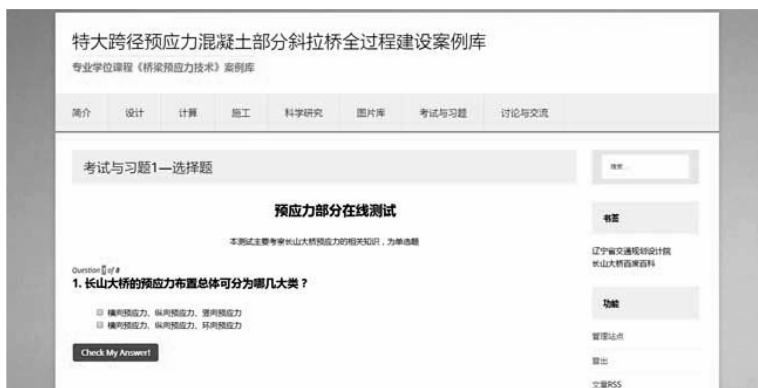 特大跨径预应力混凝土部分斜拉桥全过程建设案例库
专业学位课程《桥梁预应力技术》案例库
简介 设计 计算 施工 科学研究 图片库 考试与习题 讨论与交流
考试与习题1—选择题
搜索...
预应力部分在线测试
本测试主要考察长山大桥预应力的相关知识，为单选题
Question 1 of 8
1. 长山大桥的预应力布置总体可分为哪几大类？
横向预应力、纵向预应力、竖向预应力
横向预应力、纵向预应力、环向预应力
Check My Answer!
书签
辽宁省交通规划设计院
长山大桥百度百科
功能
管理站点
登出
文章RSS